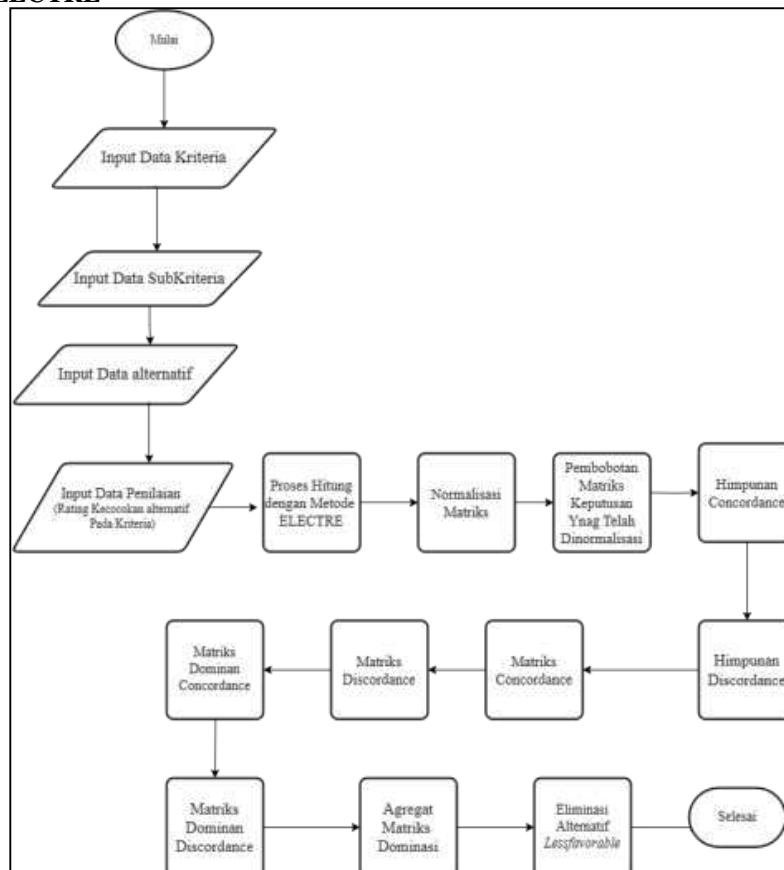 ELECTRE
Mulai
Input Data Kriteria
Input Data SubKriteria
Input Data alternatif
Input Data Penilaian
(Rating Kecocokan alternatif
Pada Kriteria)
Proses Hitung
dengan Metode
ELECTRE
Normalisasi
Matriks
Pembobotan
Matriks
Keputusan
Ynag Telah
Dinormalisasi
Himpunan
Concordance
Himpunan
Discordance
Matriks
Concordance
Matriks
Discordance
Matriks
Dominan
Concordance
Matriks
Dominan
Discordance
Agregat
Matriks
Dominasi
Eliminasi
Alternatif
Lessfavorable
Selesai